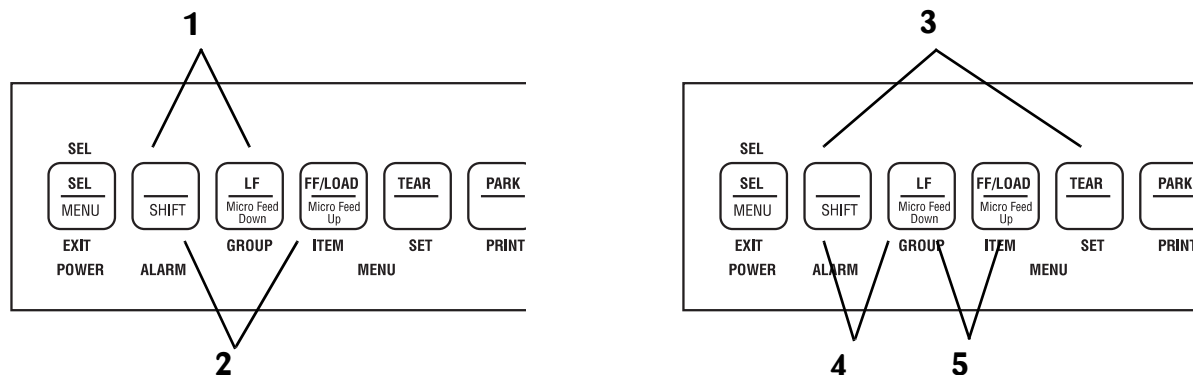 1
SEL
SEL
MENU
SHIFT
LF
Micro Feed
Down
FF/LOAD
Micro Feed
Up
TEAR
PARK
EXIT GROUP ITEM SET PRINT
POWER ALARM MENU
2
3
SEL
SEL
MENU
SHIFT
LF
Micro Feed
Down
FF/LOAD
Micro Feed
Up
TEAR
PARK
EXIT GROUP ITEM SET PRINT
POWER ALARM MENU
4 5